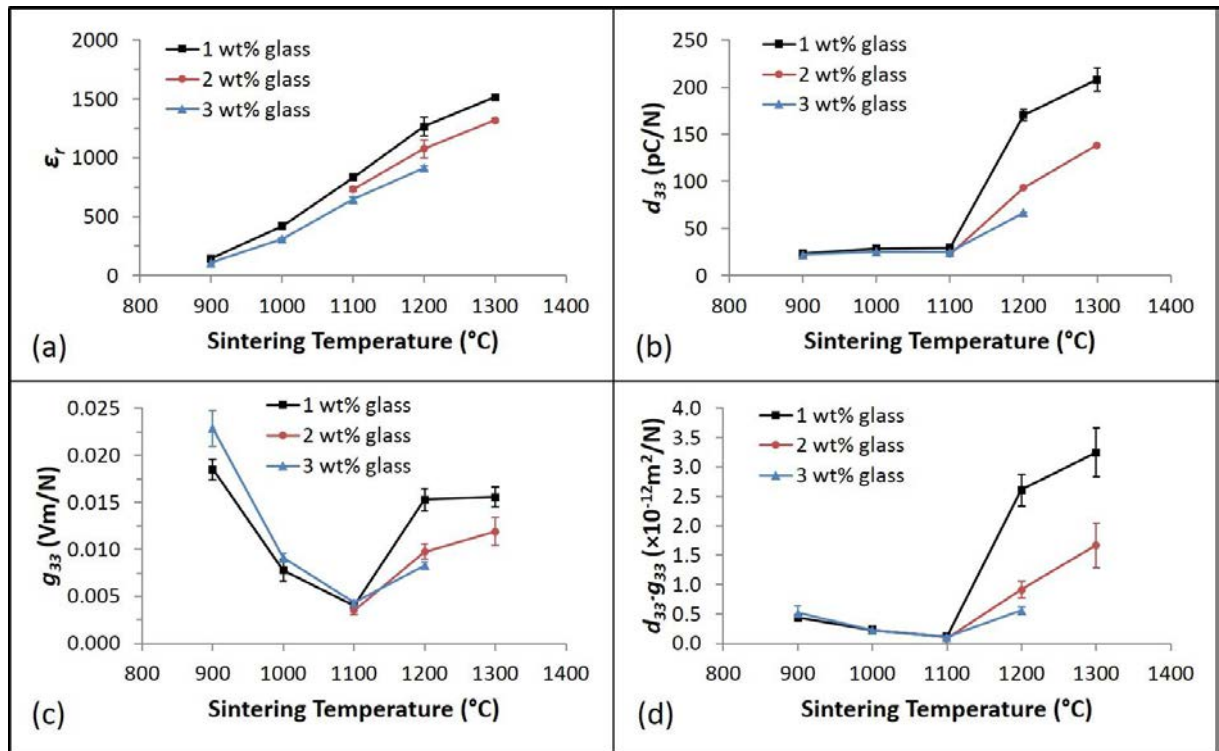 2000
1500
1000
500
0
εr
1 wt% glass
2 wt% glass
3 wt% glass
800 900 1000 1100 1200 1300 1400
Sintering Temperature (°C)
(a)
250
200
150
100
50
0
d33 (pC/N)
1 wt% glass
2 wt% glass
3 wt% glass
800 900 1000 1100 1200 1300 1400
Sintering Temperature (°C)
(b)
0.025
0.020
0.015
0.010
0.005
0.000
g33 (Vm/N)
1 wt% glass
2 wt% glass
3 wt% glass
800 900 1000 1100 1200 1300 1400
Sintering Temperature (°C)
(c)
4.0
3.5
3.0
2.5
2.0
1.5
1.0
0.5
0.0
d33·g33 (×10⁻¹²m²/N)
1 wt% glass
2 wt% glass
3 wt% glass
800 900 1000 1100 1200 1300 1400
Sintering Temperature (°C)
(d)